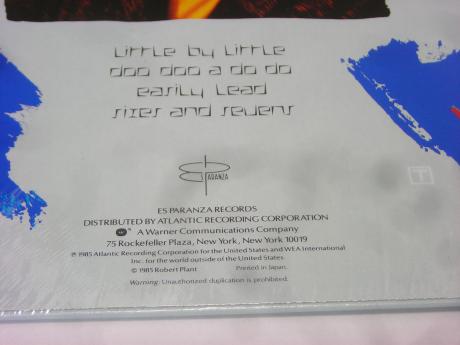 Little by Little
doo doo a do do
easily Lead
sixes and sevens
ES
PARANZA
T
ES PARANZA RECORDS
DISTRIBUTED BY ATLANTIC RECORDING CORPORATION
® A Warner Communications Company
75 Rockefeller Plaza, New York, New York 10019
℗ 1985 Atlantic Recording Corporation for the United States and WEA International
Inc. for the world outside of the United States.
© 1985 Robert Plant Printed in Japan.
Warning: Unauthorized duplication is prohibited.